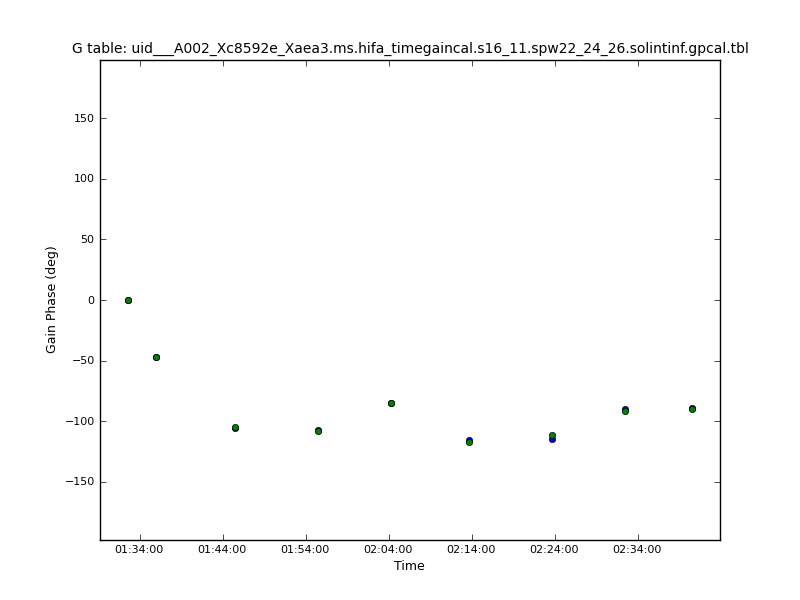 G table: uid___A002_Xc8592e_Xaea3.ms.hifa_timegaincal.s16_11.spw22_24_26.solintinf.gpcal.tbl
150
100
50
0
−50
−100
−150
Gain Phase (deg)
01:34:00 01:44:00 01:54:00 02:04:00 02:14:00 02:24:00 02:34:00
Time